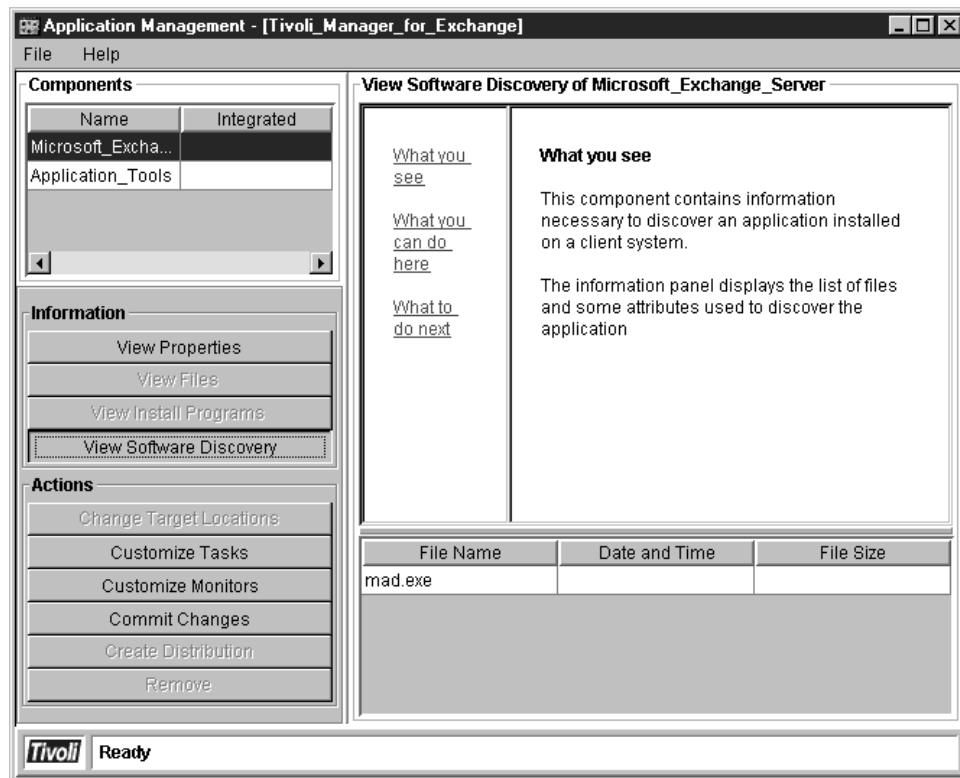 Application Management - [Tivoli_Manager_for_Exchange]
File Help
Components
Name Integrated
Microsoft_Excha...
Application_Tools
Information
View Properties
View Files
View Install Programs
View Software Discovery
Actions
Change Target Locations
Customize Tasks
Customize Monitors
Commit Changes
Create Distribution
Remove
View Software Discovery of Microsoft_Exchange_Server
What you
see
What you
can do
here
What to
do next
What you see
This component contains information
necessary to discover an application installed
on a client system.
The information panel displays the list of files
and some attributes used to discover the
application
File Name Date and Time File Size
mad.exe
Tivoli Ready